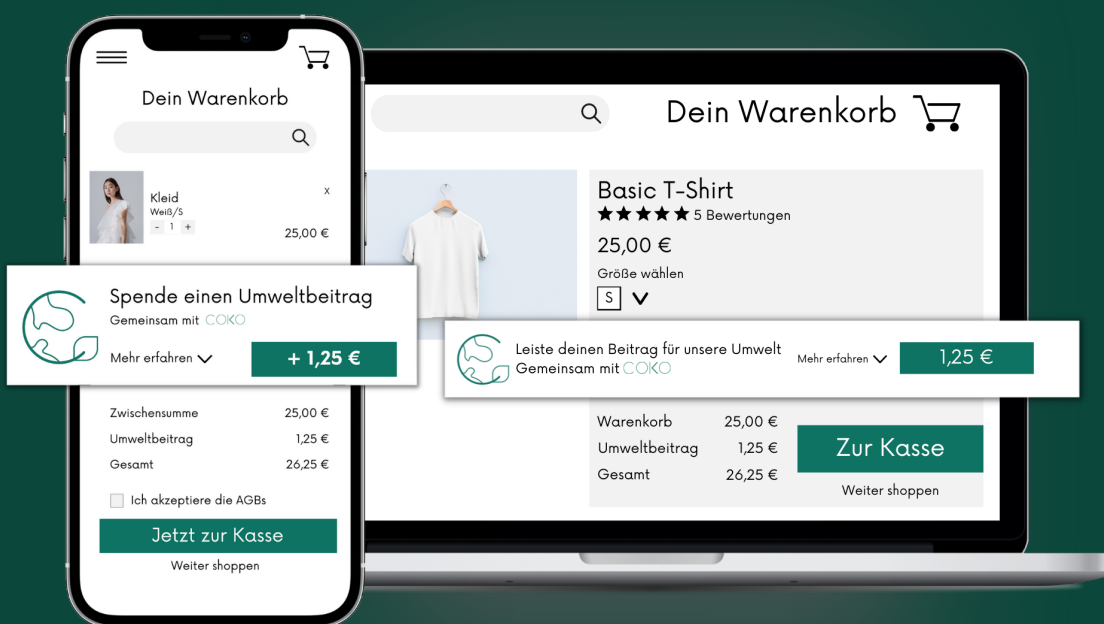 Dein Warenkorb
Kleid
x
Weiß/S
- 1 +
25,00 €
Spende einen Umweltbeitrag
Gemeinsam mit COKO
Mehr erfahren
+ 1,25 €
Zwischensumme 25,00 €
Umweltbeitrag 1,25 €
Gesamt 26,25 €
Ich akzeptiere die AGBs
Jetzt zur Kasse
Weiter shoppen
Dein Warenkorb
Basic T-Shirt
5 Bewertungen
25,00 €
Größe wählen
S
Leiste deinen Beitrag für unsere Umwelt
Gemeinsam mit COKO
Mehr erfahren
1,25 €
Warenkorb 25,00 €
Umweltbeitrag 1,25 €
Gesamt 26,25 €
Zur Kasse
Weiter shoppen